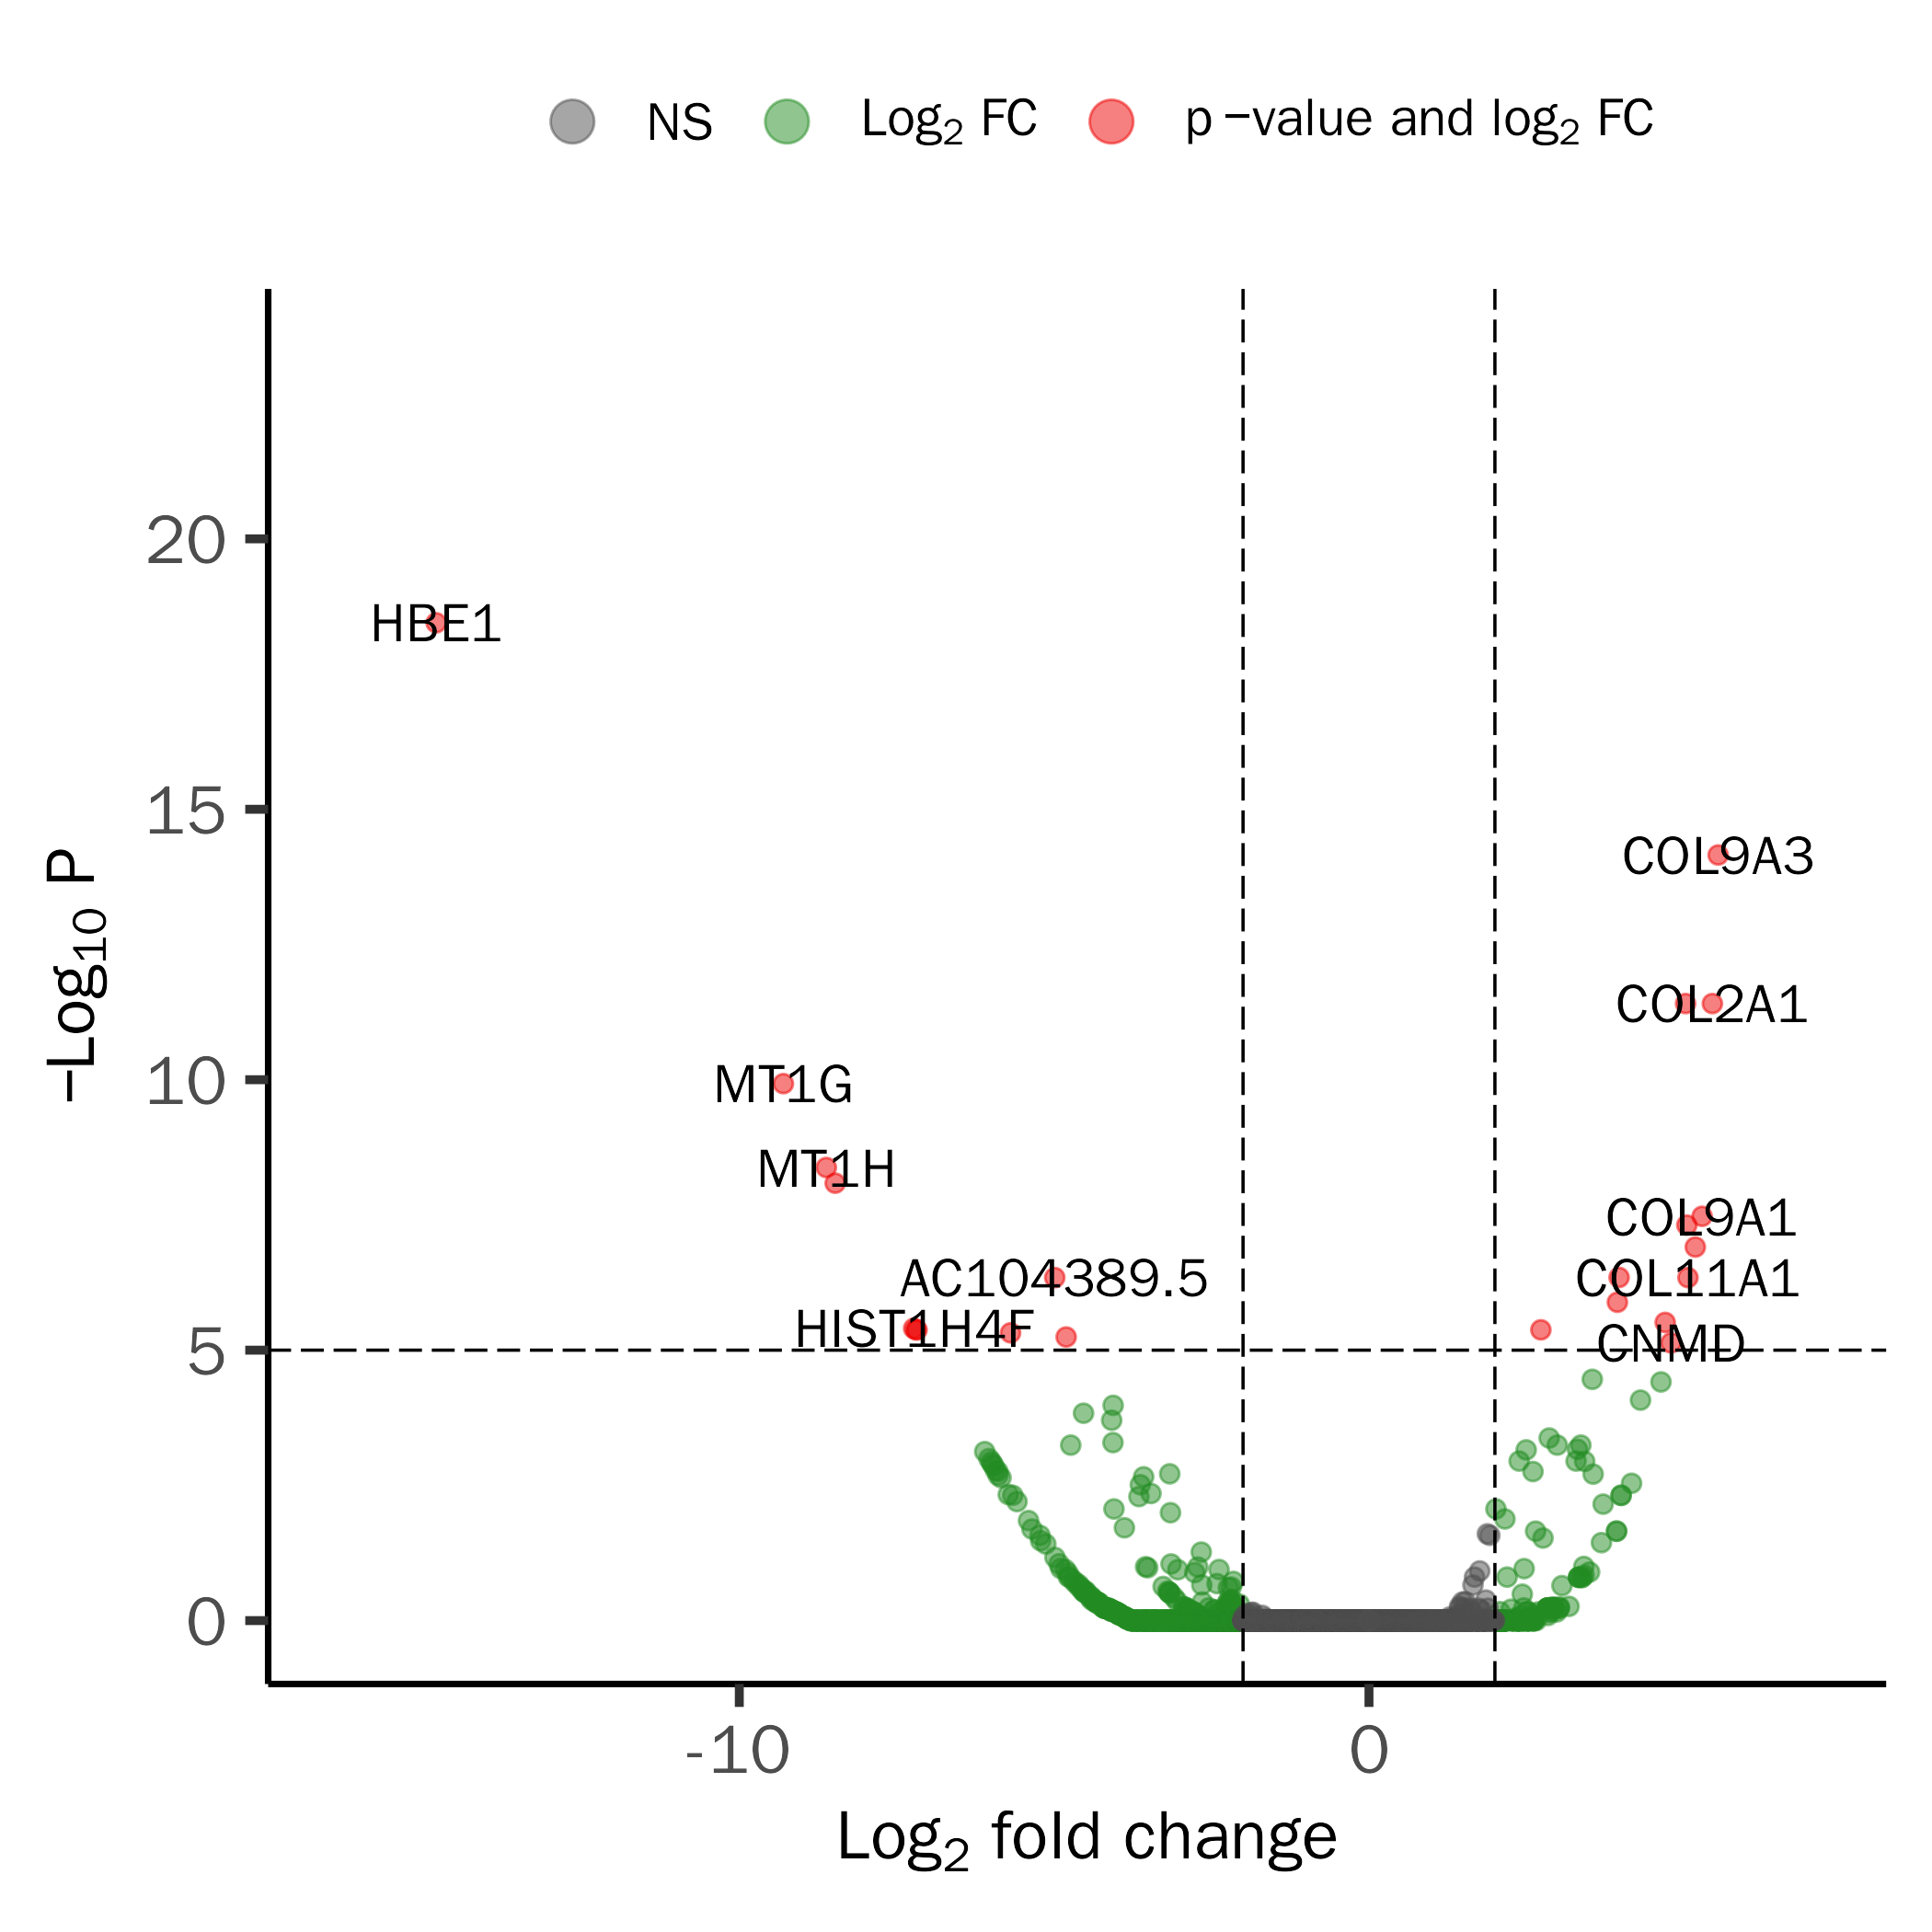 NS Log2 FC p −value and log2 FC
−Log10 P
20
15
10
5
0
HBE1
COL9A3
COL2A1
MT1G
MT1H
COL9A1
AC104389.5
COL11A1
HIST1H4F
CNMD
-10 0
Log2 fold change